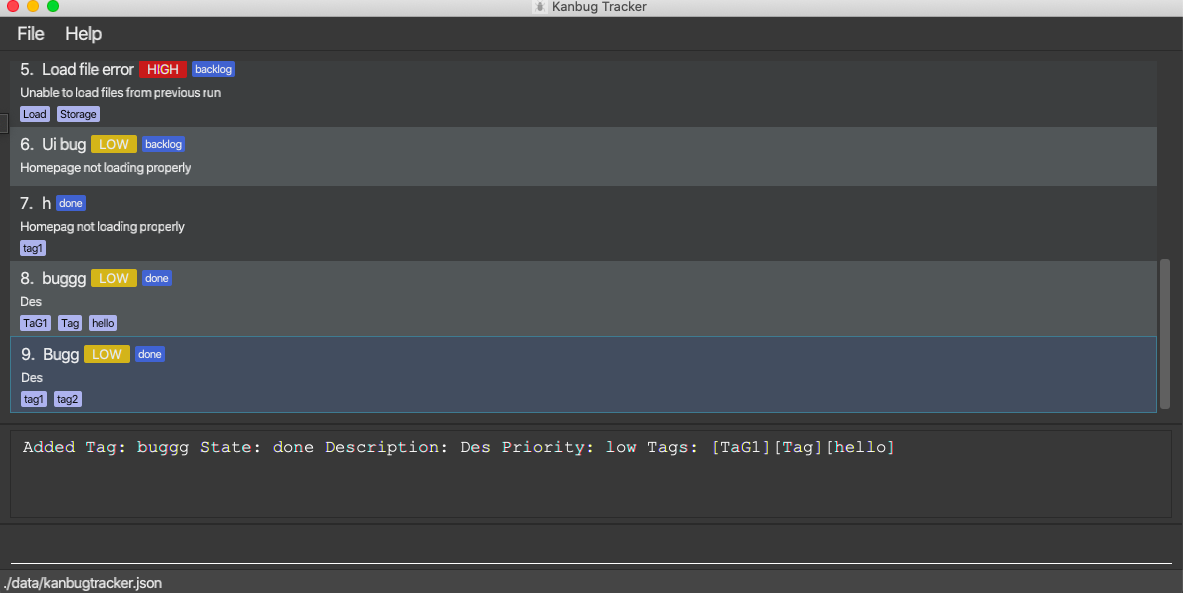 Kanbug Tracker
File Help
5. Load file error HIGH backlog
Unable to load files from previous run
Load Storage
6. Ui bug LOW backlog
Homepage not loading properly
7. h done
Homepag not loading properly
tag1
8. buggg LOW done
Des
TaG1 Tag hello
9. Bugg LOW done
Des
tag1 tag2
Added Tag: buggg State: done Description: Des Priority: low Tags: [TaG1][Tag][hello]
./data/kanbugtracker.json